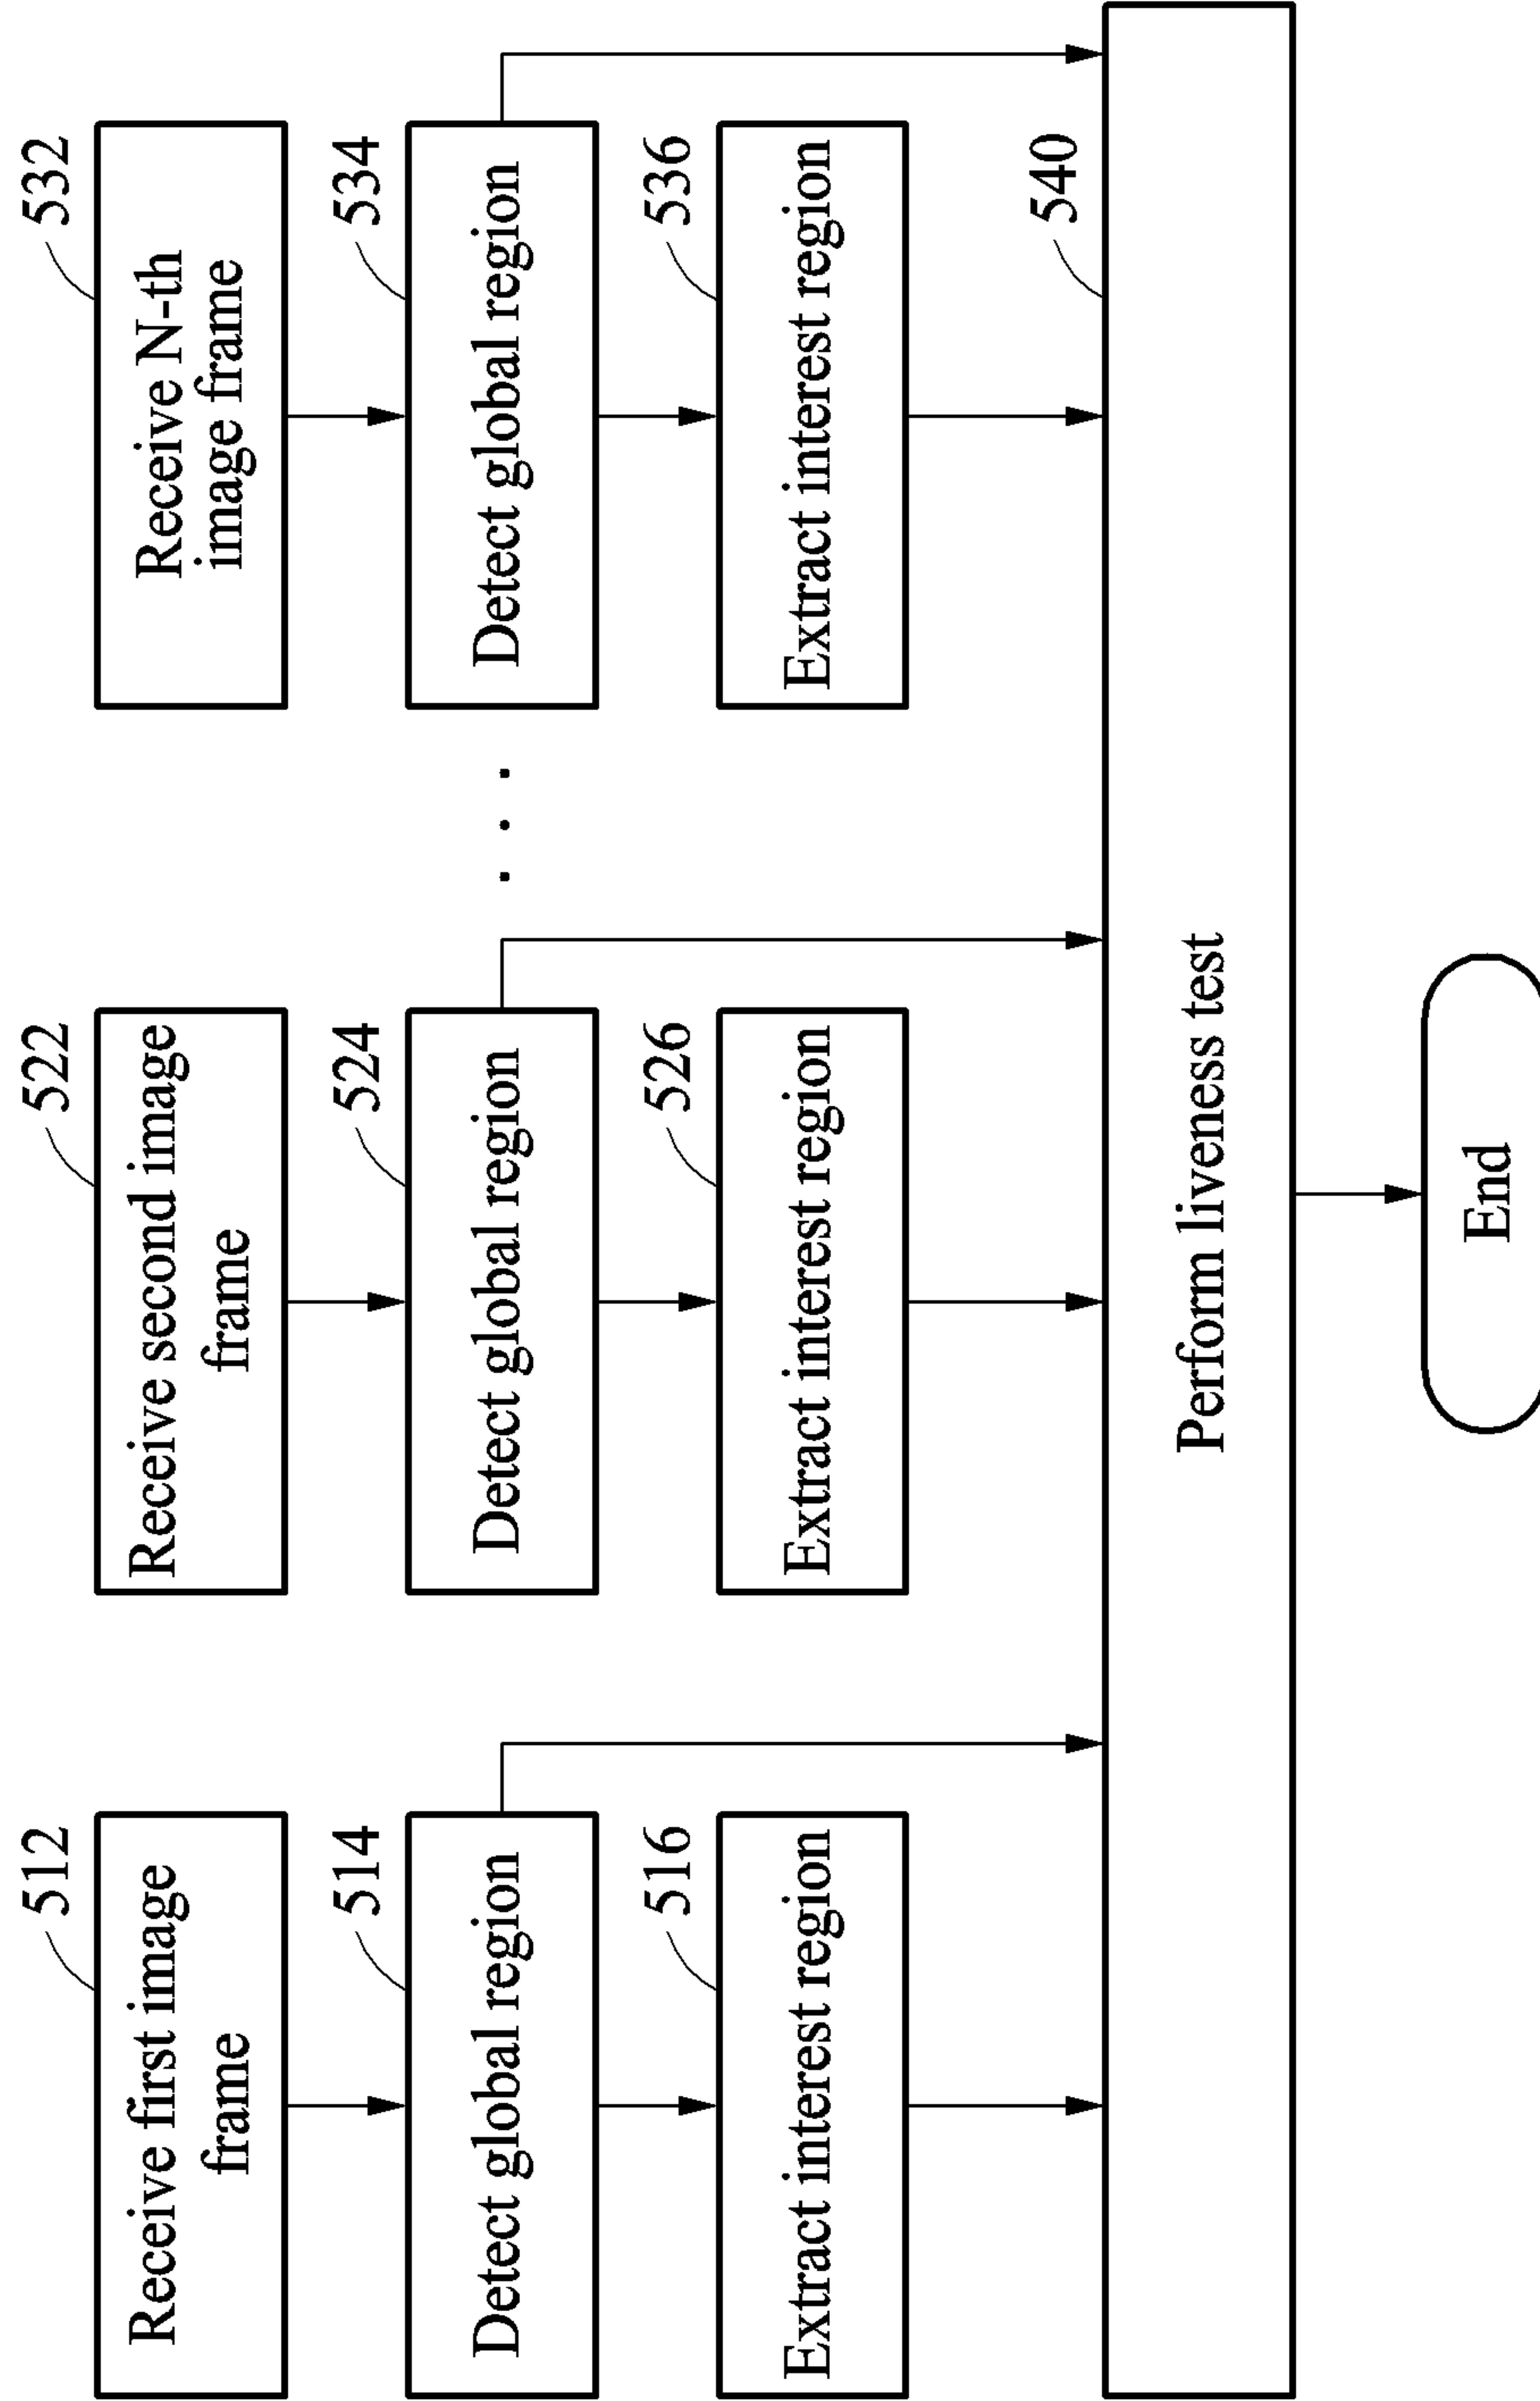 512
Receive first image
frame
514
Detect global region
516
Extract interest region
522
Receive second image
frame
524
Detect global region
526
Extract interest region
. . .
532
Receive N-th
image frame
534
Detect global region
536
Extract interest region
540
Perform liveness test
End